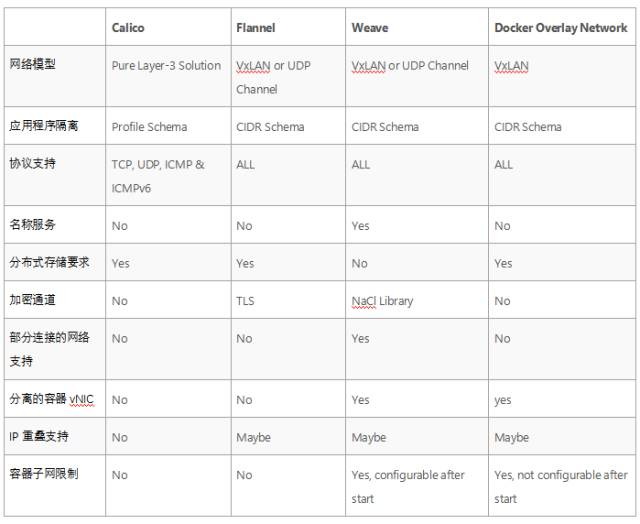 Calico Flannel Weave Docker Overlay Network
网络模型 Pure Layer-3 Solution VxLAN or UDP Channel VxLAN or UDP Channel VxLAN
应用程序隔离 Profile Schema CIDR Schema CIDR Schema CIDR Schema
协议支持 TCP, UDP, ICMP & ICMPv6 ALL ALL ALL
名称服务 No No Yes No
分布式存储要求 Yes Yes No Yes
加密通道 No TLS NaCl Library No
部分连接的网络支持 No No Yes No
分离的容器 vNIC No No Yes yes
IP 重叠支持 No Maybe Maybe Maybe
容器子网限制 No No Yes, configurable after start Yes, not configurable after start